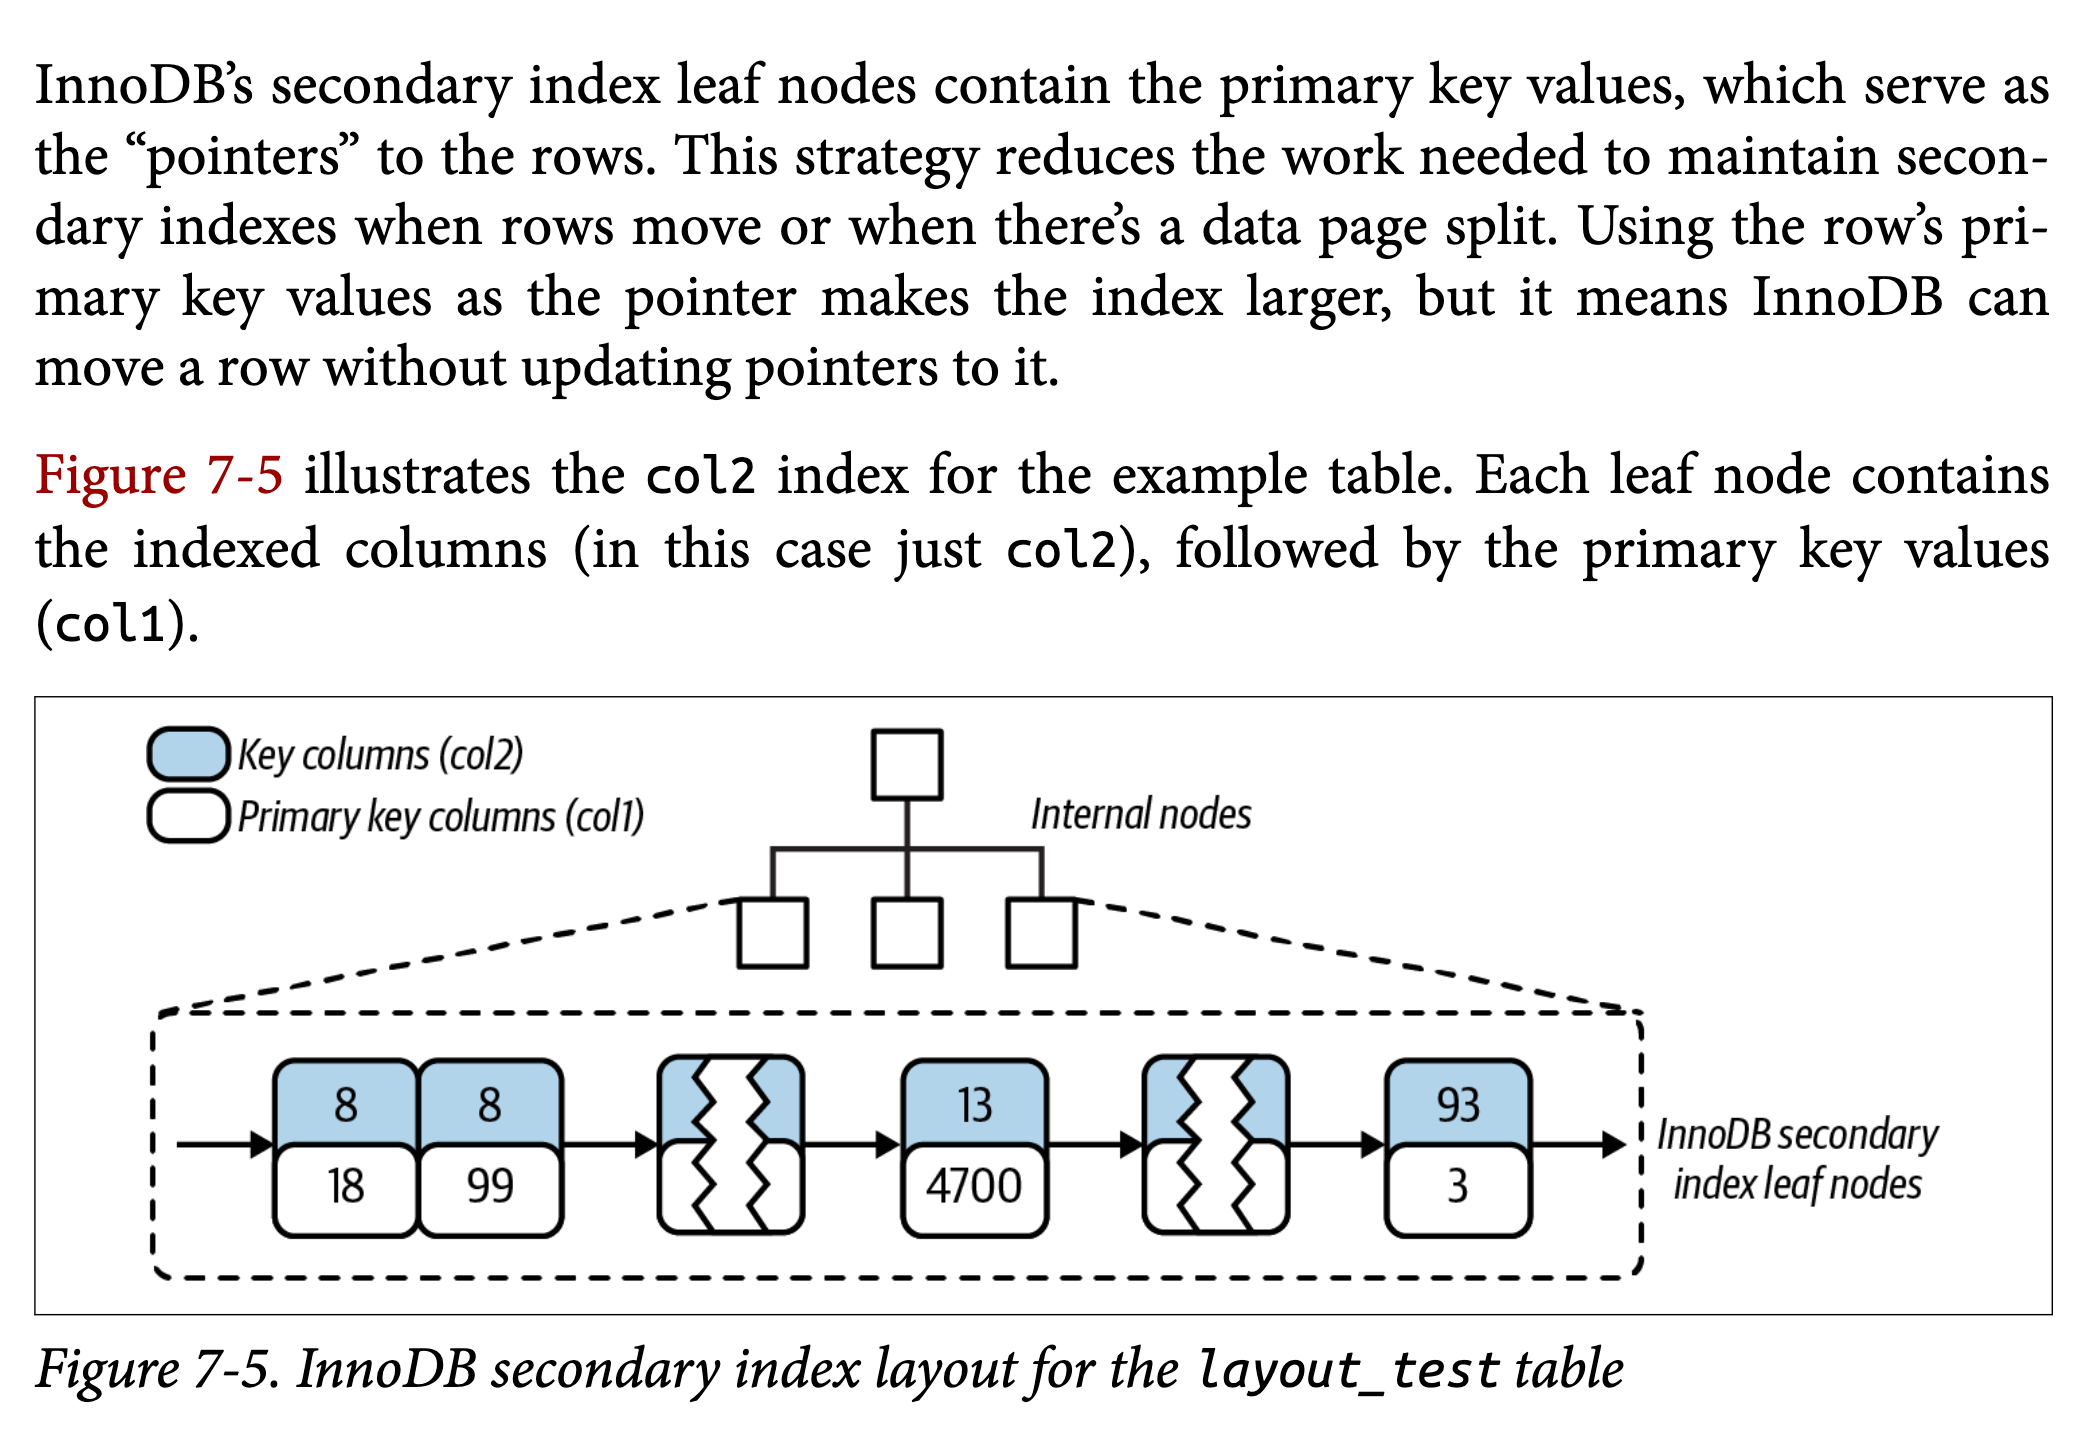 InnoDB’s secondary index leaf nodes contain the primary key values, which serve as
the “pointers” to the rows. This strategy reduces the work needed to maintain secon-
dary indexes when rows move or when there’s a data page split. Using the row’s pri-
mary key values as the pointer makes the index larger, but it means InnoDB can
move a row without updating pointers to it.
Figure 7-5 illustrates the col2 index for the example table. Each leaf node contains
the indexed columns (in this case just col2), followed by the primary key values
(col1).
Key columns (col2)
Primary key columns (col1)
Internal nodes
8 8 13 93
18 99 4700 3
InnoDB secondary
index leaf nodes
Figure 7-5. InnoDB secondary index layout for the layout_test table